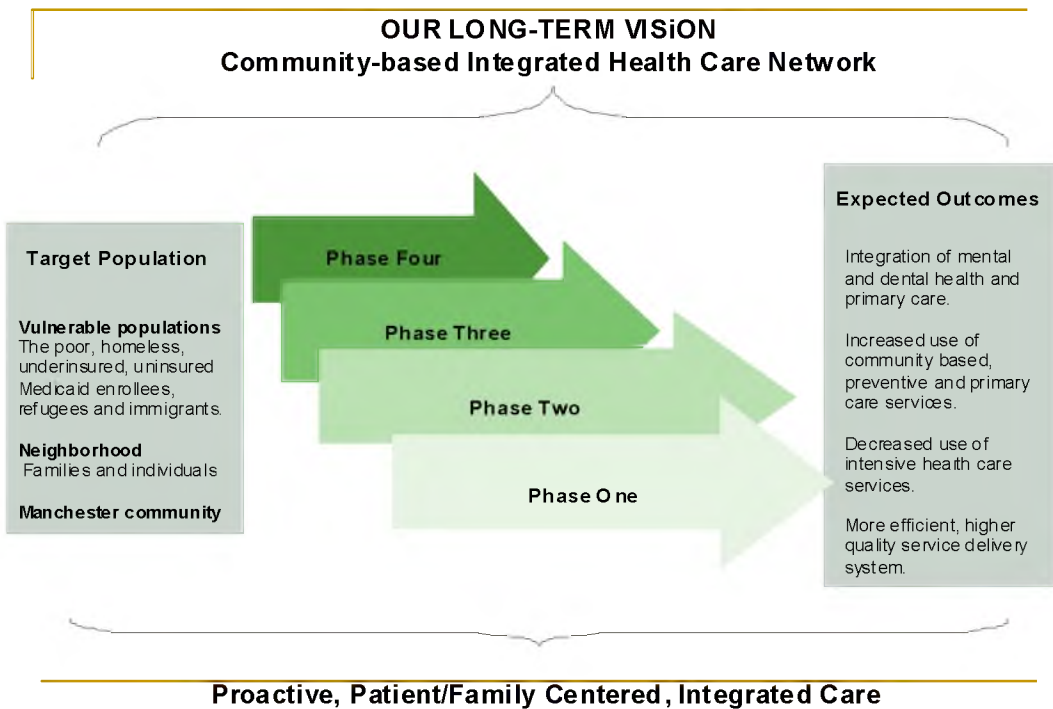 OUR LONG-TERM VISiON
Community-based Integrated Health Care Network
Target Population
Vulnerable populations
The poor, homeless,
underinsured, uninsured
Medicaid enrollees,
refugees and immigrants.
Neighborhood
Families and individuals
Manchester community
Phase Four
Phase Three
Phase Two
Phase One
Expected Outcomes
Integration of mental
and dental health and
primary care.
Increased use of
community based,
preventive and primary
care services.
Decreased use of
intensive health care
services.
More efficient, higher
quality service delivery
system.
Proactive, Patient/Family Centered, Integrated Care